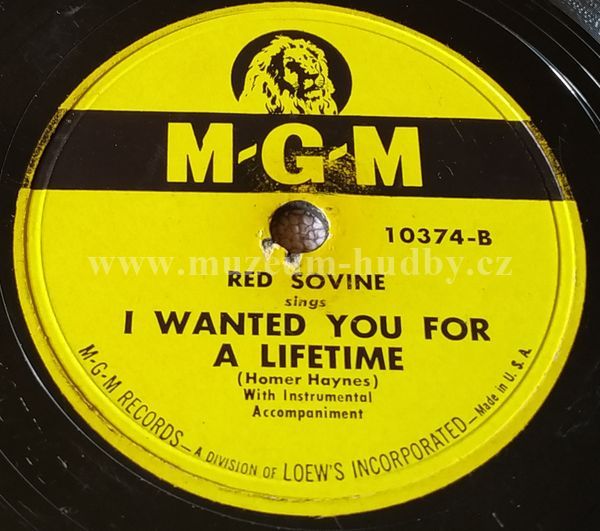 M-G-M
10374-B
www.muzeum-hudby.cz
RED SOVINE
sings
I WANTED YOU FOR
A LIFETIME
(Homer Haynes)
With Instrumental
Accompaniment
M-G-M RECORDS—A DIVISION OF LOEW'S INCORPORATED—Made in U.S.A.